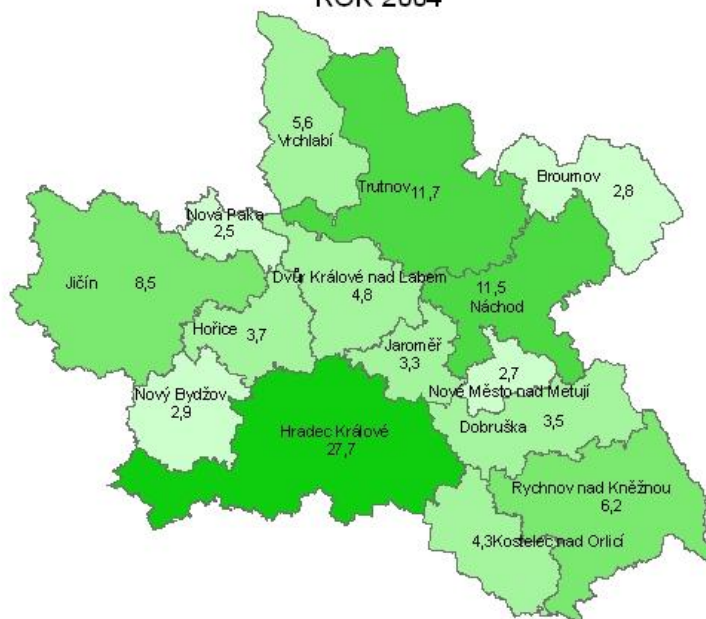 ROK 2004
5,6
Vrchlabí
Trutnov 11,7
Broumov
2,8
Nová Paka
2,5
Jičín 8,5
Dvůr Králové nad Labem
4,8
11,5
Náchod
Hořice 3,7
Jaroměř
3,3
2,7
Nové Město nad Metují
Nový Bydžov
2,9
Dobruška 3,5
Hradec Králové
27,7
Rychnov nad Kněžnou
6,2
4,3 Kostelec nad Orlicí